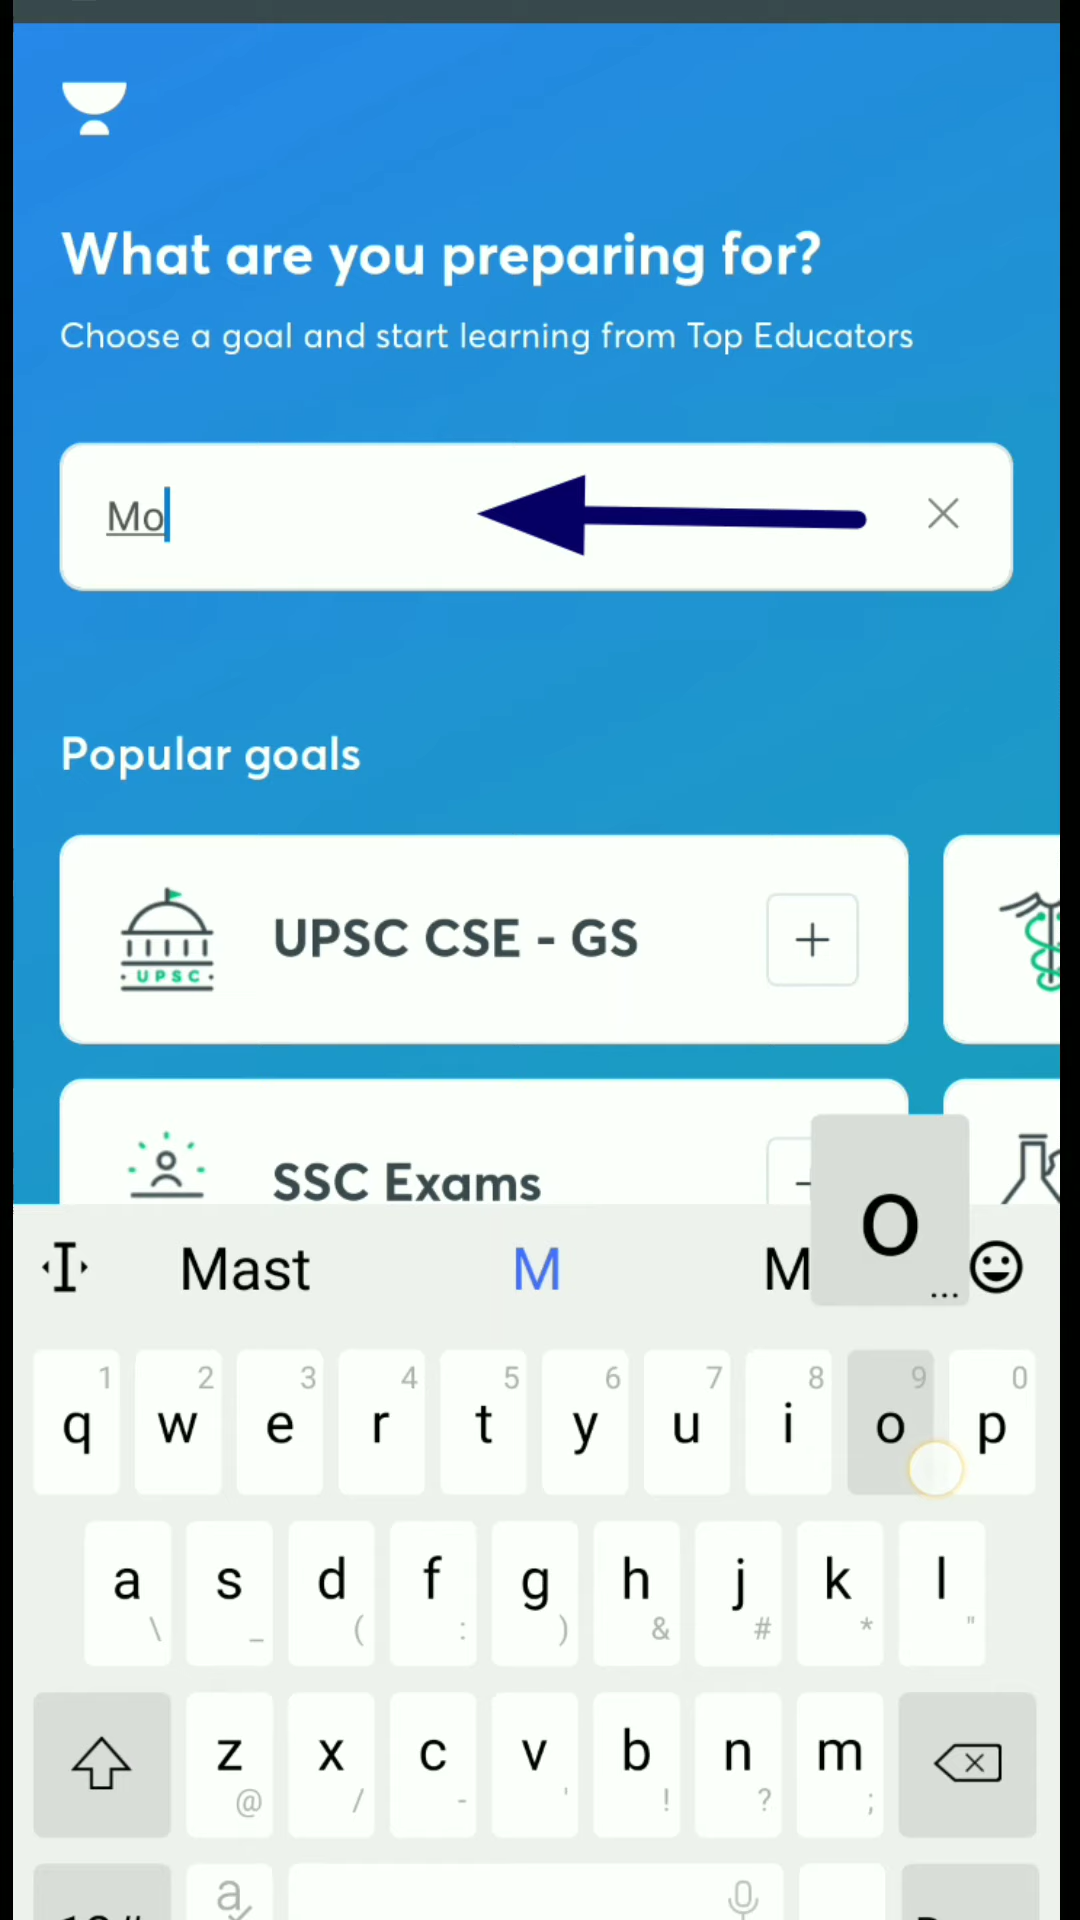 What are you preparing for?
Choose a goal and start learning from Top Educators
Mo
Popular goals
UPSC
UPSC CSE - GS
SSC Exams
o
...
Mast M M
1 2 3 4 5 6 7 8 9 0
q w e r t y u i o p
a s d f g h j k l
\ _ ( : ) & # * "
z x c v b n m
@ / - ' ! ? ;
a